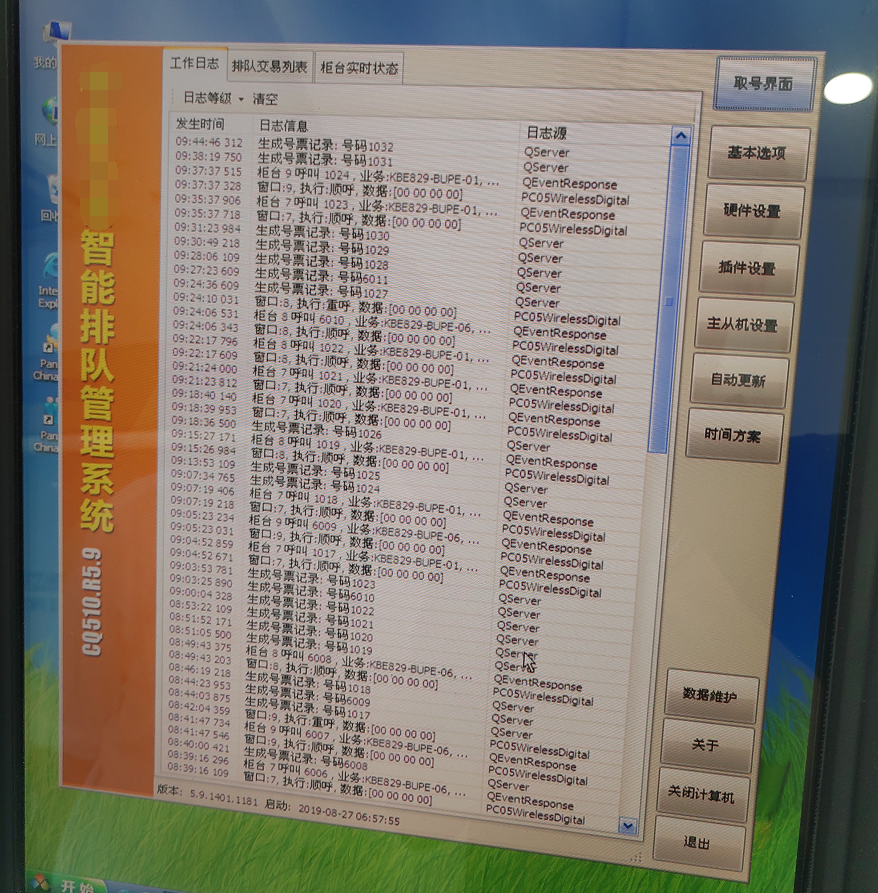 我的
网上
回收
Inte
Expl
Pan
China
Pan
China
智能排队管理系统
CQ510.R5.9
工作日志 排队交易列表 柜台实时状态
日志等级 清空
发生时间 日志信息 日志源
09:44:46 312 生成号票记录: 号码1032 QServer
09:38:19 750 生成号票记录: 号码1031 QServer
09:37:37 515 柜台 9 呼叫 1024 , 业务:KBE829-BUPE-01, ... QEventResponse
09:37:37 328 窗口:9, 执行:顺呼, 数据:[00 00 00 00] PC05WirelessDigital
09:35:37 906 柜台 7 呼叫 1023 , 业务:KBE829-BUPE-01, ... QEventResponse
09:35:37 718 窗口:7, 执行:顺呼, 数据:[00 00 00 00] PC05WirelessDigital
09:31:23 984 生成号票记录: 号码1030 QServer
09:30:49 218 生成号票记录: 号码1029 QServer
09:28:06 109 生成号票记录: 号码1028 QServer
09:27:23 609 生成号票记录: 号码6011 QServer
09:24:36 609 生成号票记录: 号码1027 QServer
09:24:10 031 窗口:8, 执行:重呼, 数据:[00 00 00 00] PC05WirelessDigital
09:24:06 531 柜台 8 呼叫 6010 , 业务:KBE829-BUPE-06, ... QEventResponse
09:24:06 343 窗口:8, 执行:顺呼, 数据:[00 00 00 00] PC05WirelessDigital
09:22:17 796 柜台 8 呼叫 1022 , 业务:KBE829-BUPE-01, ... QEventResponse
09:22:17 609 窗口:8, 执行:顺呼, 数据:[00 00 00 00] PC05WirelessDigital
09:21:24 000 柜台 7 呼叫 1021 , 业务:KBE829-BUPE-01, ... QEventResponse
09:21:23 812 窗口:7, 执行:顺呼, 数据:[00 00 00 00] PC05WirelessDigital
09:18:40 140 柜台 7 呼叫 1020 , 业务:KBE829-BUPE-01, ... QEventResponse
09:18:39 953 窗口:7, 执行:顺呼, 数据:[00 00 00 00] PC05WirelessDigital
09:18:36 500 生成号票记录: 号码1026 QServer
09:15:27 171 柜台 8 呼叫 1019 , 业务:KBE829-BUPE-01, ... QEventResponse
09:15:26 984 窗口:8, 执行:顺呼, 数据:[00 00 00 00] PC05WirelessDigital
09:13:53 109 生成号票记录: 号码1025 QServer
09:07:34 765 生成号票记录: 号码1024 QServer
09:07:19 406 柜台 7 呼叫 1018 , 业务:KBE829-BUPE-01, ... QEventResponse
09:07:19 218 窗口:7, 执行:顺呼, 数据:[00 00 00 00] PC05WirelessDigital
09:05:23 234 柜台 9 呼叫 6009 , 业务:KBE829-BUPE-06, ... QEventResponse
09:05:23 031 窗口:9, 执行:顺呼, 数据:[00 00 00 00] PC05WirelessDigital
09:04:52 859 柜台 7 呼叫 1017 , 业务:KBE829-BUPE-01, ... QEventResponse
09:04:52 671 窗口:7, 执行:顺呼, 数据:[00 00 00 00] PC05WirelessDigital
09:03:53 781 生成号票记录: 号码1023 QServer
09:03:25 890 生成号票记录: 号码6010 QServer
09:00:04 328 生成号票记录: 号码1022 QServer
08:53:22 109 生成号票记录: 号码1021 QServer
08:51:52 171 生成号票记录: 号码1020 QServer
08:51:05 500 生成号票记录: 号码1019 QServer
08:49:43 375 柜台 8 呼叫 6008 , 业务:KBE829-BUPE-06, ... QEventResponse
08:49:43 203 窗口:8, 执行:顺呼, 数据:[00 00 00 00] PC05WirelessDigital
08:46:19 218 生成号票记录: 号码1018 QServer
08:44:23 953 生成号票记录: 号码6009 QServer
08:44:03 875 生成号票记录: 号码1017 QServer
08:42:04 359 窗口:9, 执行:重呼, 数据:[00 00 00 00] PC05WirelessDigital
08:41:47 734 柜台 9 呼叫 6007 , 业务:KBE829-BUPE-06, ... QEventResponse
08:41:47 546 窗口:9, 执行:顺呼, 数据:[00 00 00 00] PC05WirelessDigital
08:40:00 421 生成号票记录: 号码6008 QServer
08:39:16 296 柜台 7 呼叫 6006 , 业务:KBE829-BUPE-06, ... QEventResponse
08:39:16 109 窗口:7, 执行:顺呼, 数据:[00 00 00 00] PC05WirelessDigital
版本: 5.9.1401.1181 启动: 2019-08-27 06:57:55
取号界面
基本选项
硬件设置
插件设置
主从机设置
自动更新
时间方案
数据维护
关于
关闭计算机
退出
开始